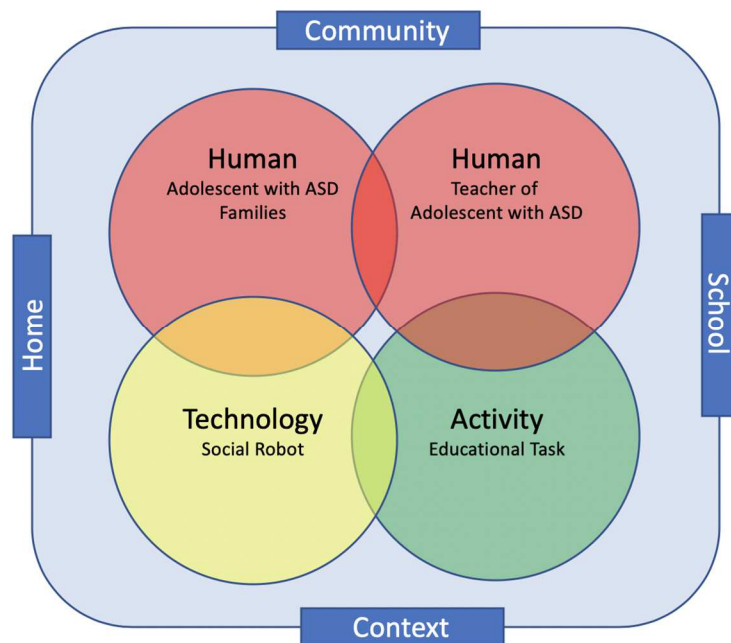 Community
Human
Adolescent with ASD
Families
Human
Teacher of
Adolescent with ASD
Home
School
Technology
Social Robot
Activity
Educational Task
Context